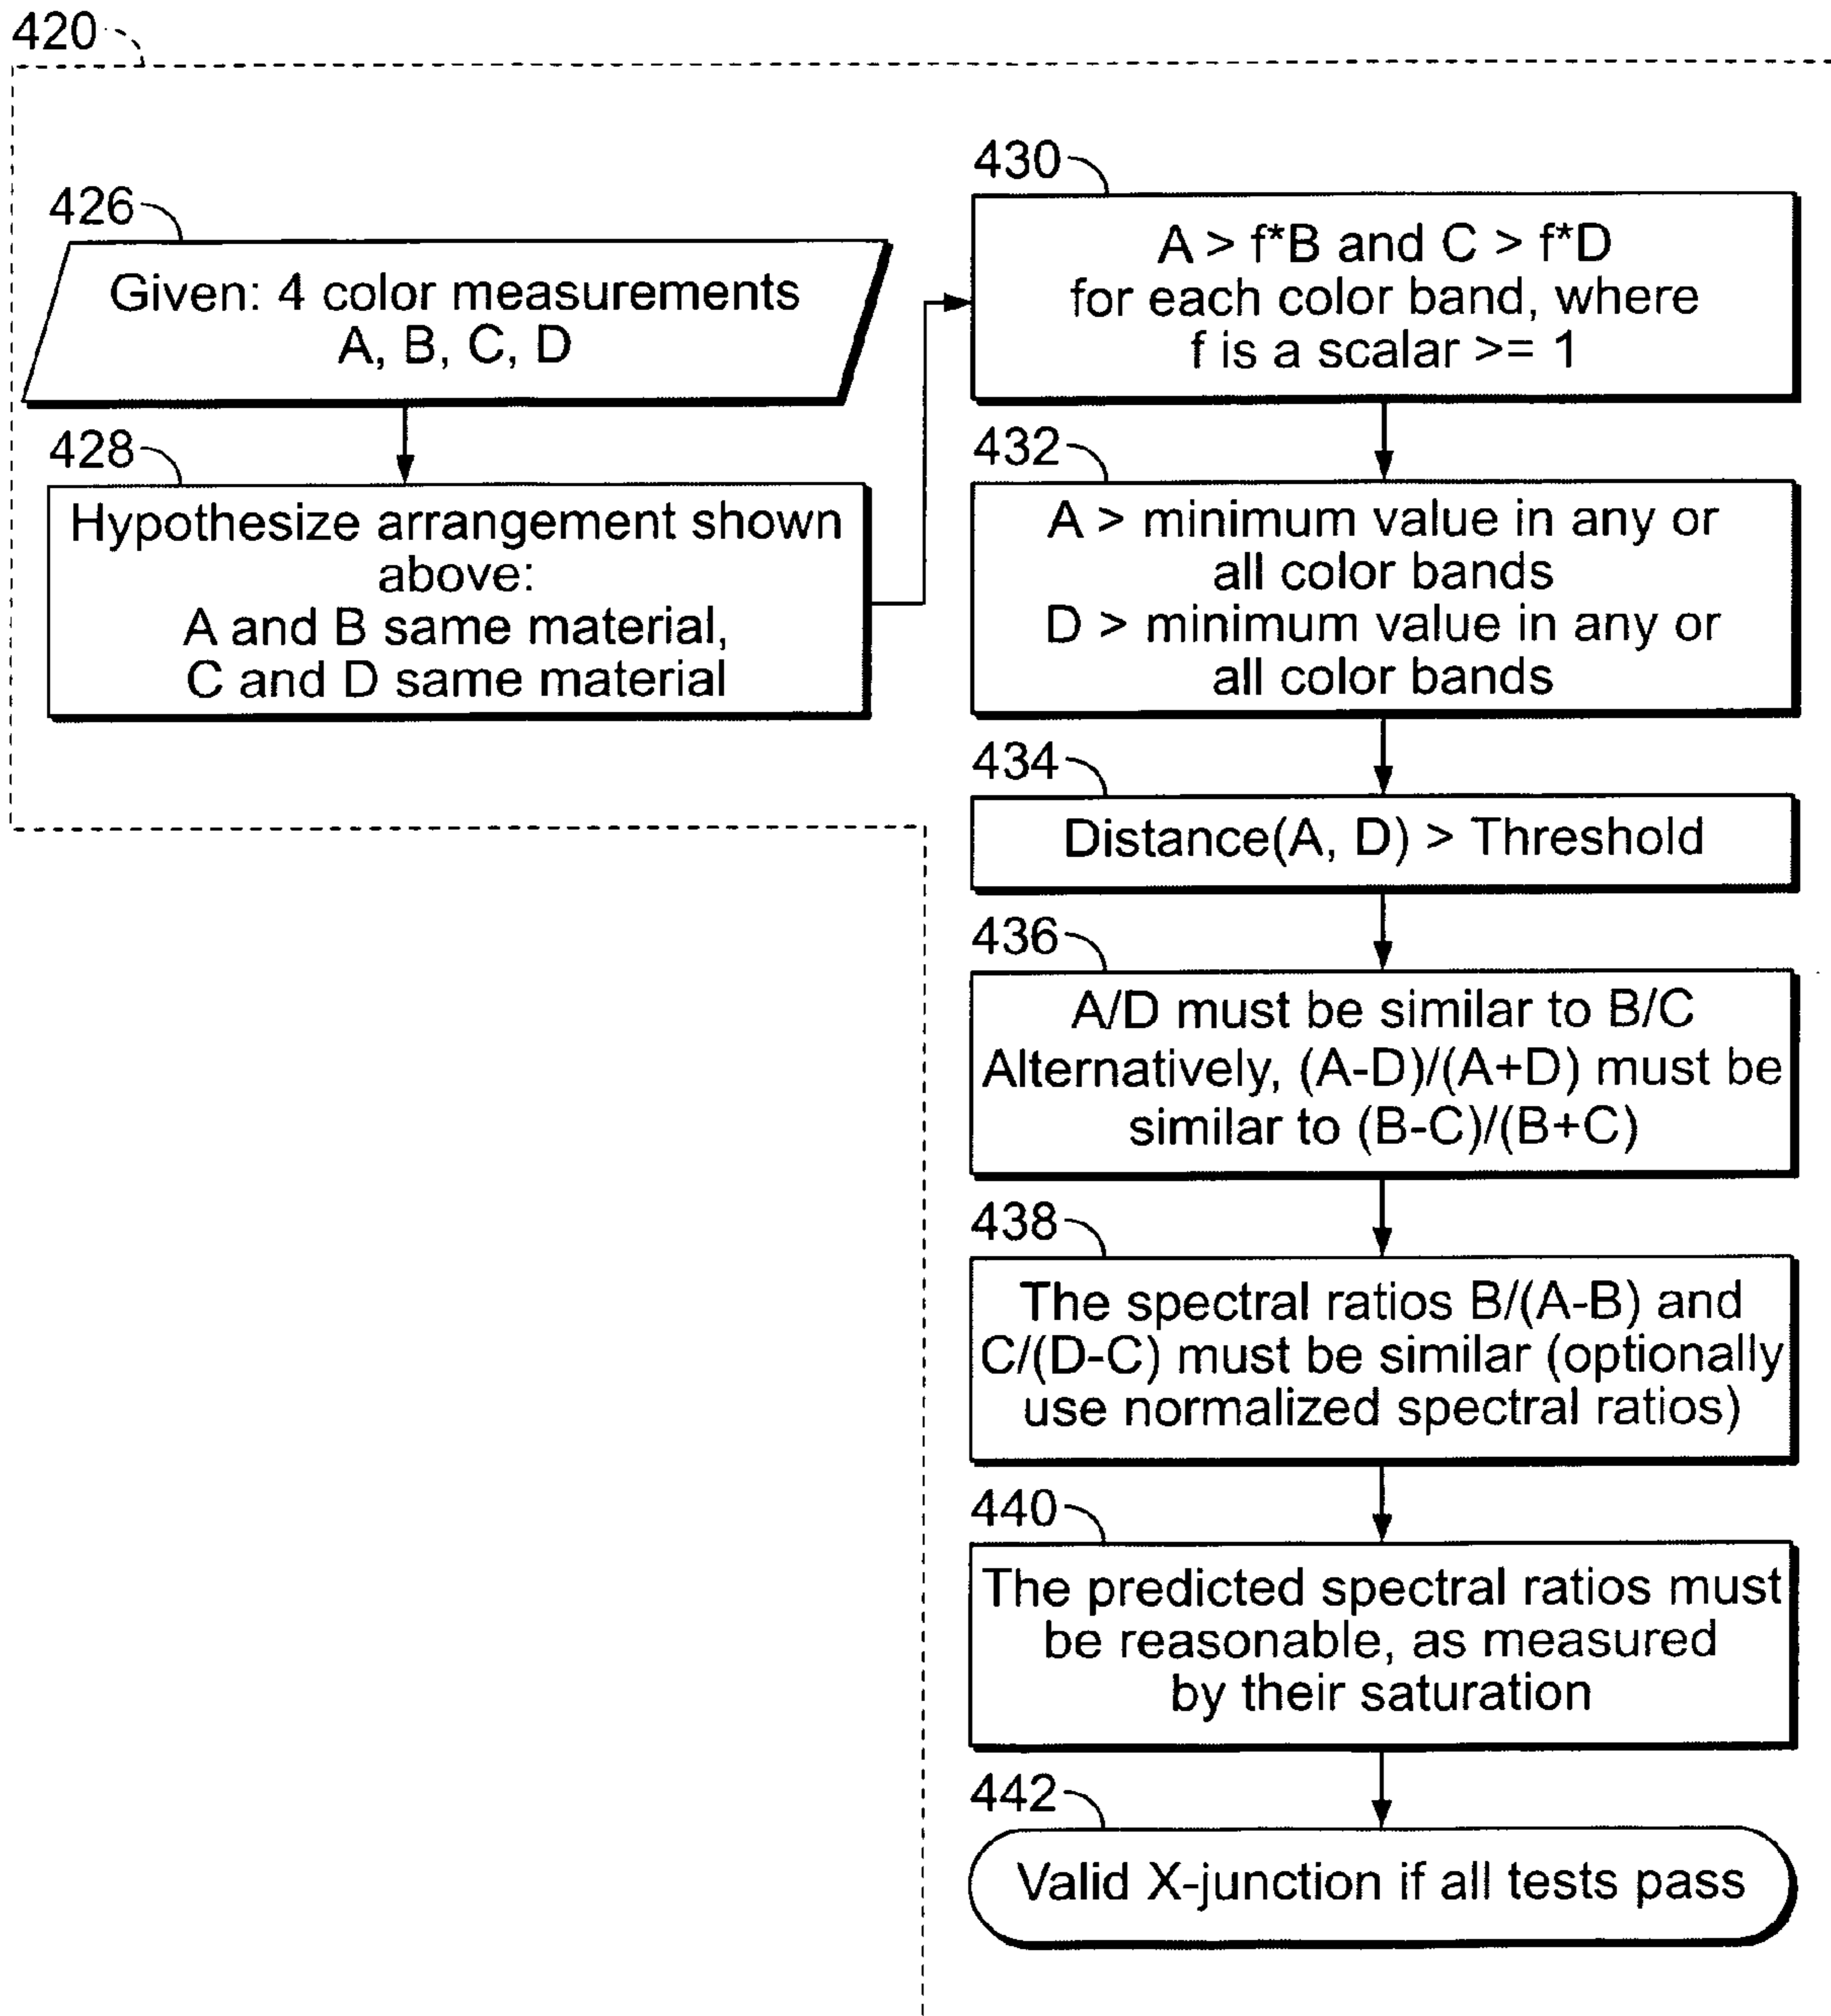 420
426
Given: 4 color measurements
A, B, C, D
428
Hypothesize arrangement shown
above:
A and B same material,
C and D same material
430
A > f*B and C > f*D
for each color band, where
f is a scalar >= 1
432
A > minimum value in any or
all color bands
D > minimum value in any or
all color bands
434
Distance(A, D) > Threshold
436
A/D must be similar to B/C
Alternatively, (A-D)/(A+D) must be
similar to (B-C)/(B+C)
438
The spectral ratios B/(A-B) and
C/(D-C) must be similar (optionally
use normalized spectral ratios)
440
The predicted spectral ratios must
be reasonable, as measured
by their saturation
442
Valid X-junction if all tests pass